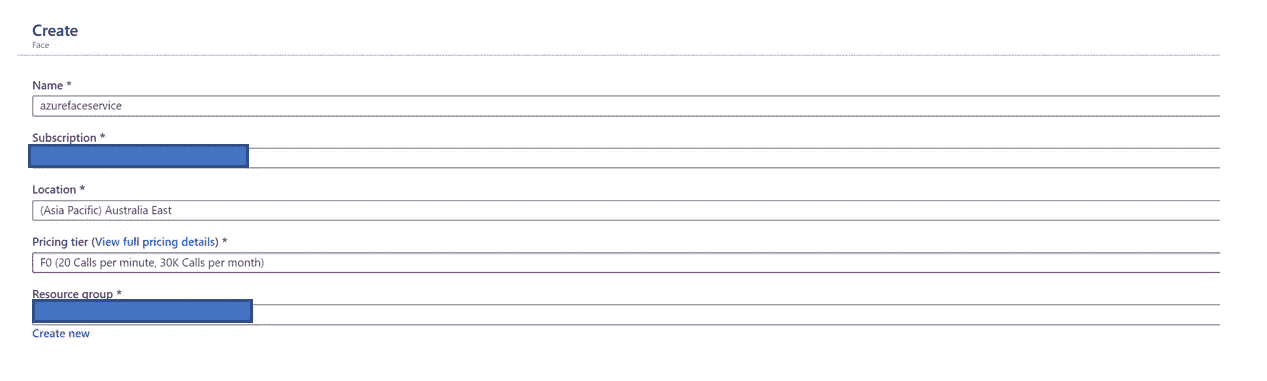 Create
Face
Name *
azurefaceservice
Subscription *
Location *
(Asia Pacific) Australia East
Pricing tier (View full pricing details) *
F0 (20 Calls per minute, 30K Calls per month)
Resource group *
Create new